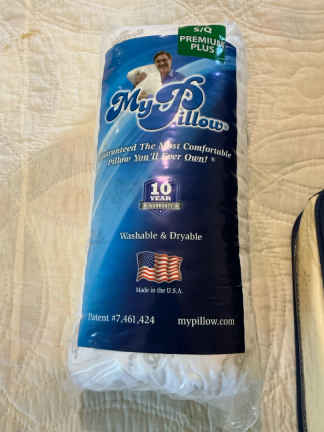 S/Q
PREMIUM
PLUS
MyPillow®
Guaranteed The Most Comfortable
Pillow You'll Ever Own! ®
10
YEAR
WARRANTY
Washable & Dryable
Made in the U.S.A.
Patent #7,461,424
mypillow.com